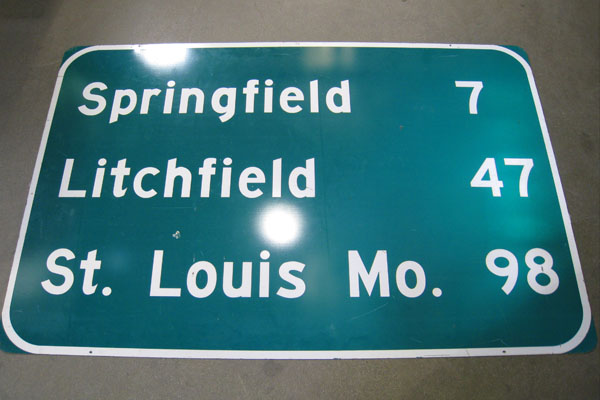 Springfield 7
Litchfield 47
St. Louis Mo. 98